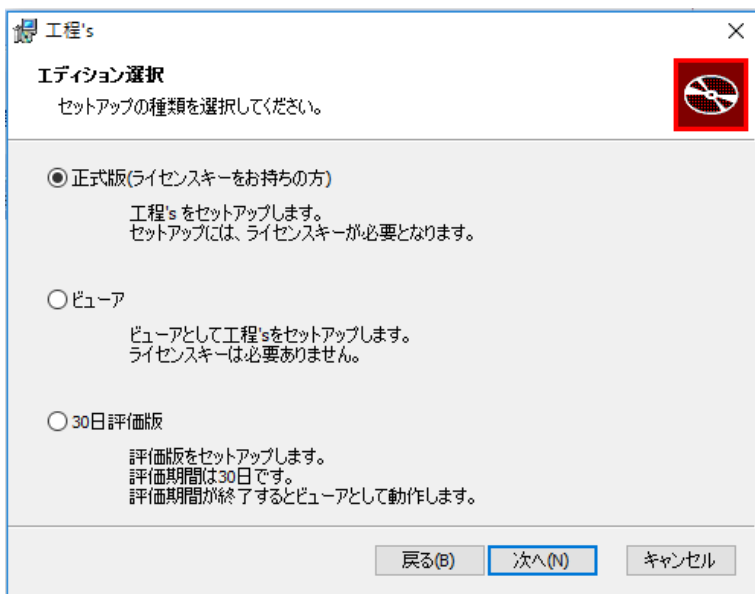 工程's
エディション選択
セットアップの種類を選択してください。
正式版(ライセンスキーをお持ちの方)
工程's をセットアップします。
セットアップには、ライセンスキーが必要となります。
ビューア
ビューアとして工程'sをセットアップします。
ライセンスキーは必要ありません。
30日評価版
評価版をセットアップします。
評価期間は30日です。
評価期間が終了するとビューアとして動作します。
戻る(B) 次へ(N) キャンセル